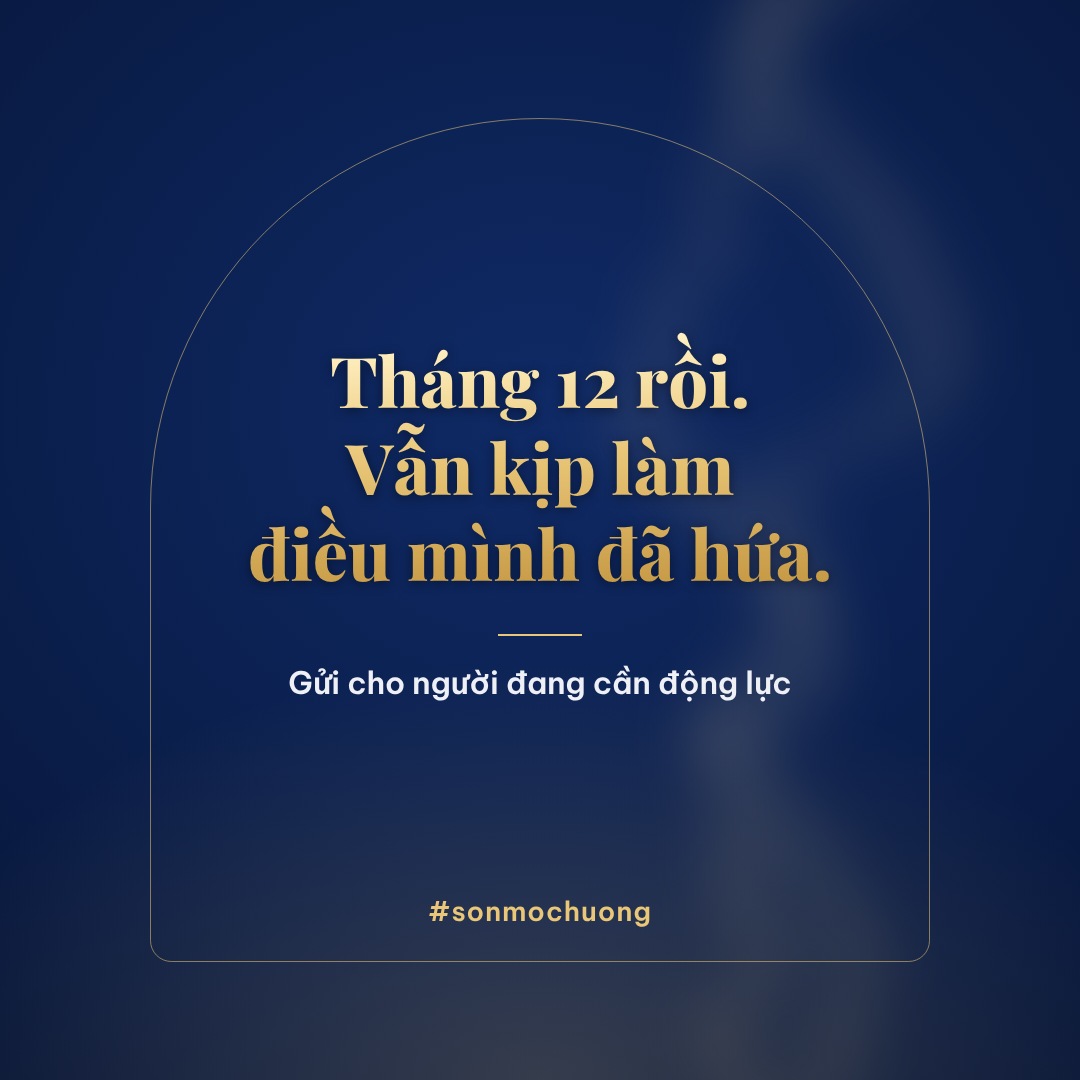 Tháng 12 rồi.
Vẫn kịp làm
điều mình đã hứa.
Gửi cho người đang cần động lực
#sonmochuong